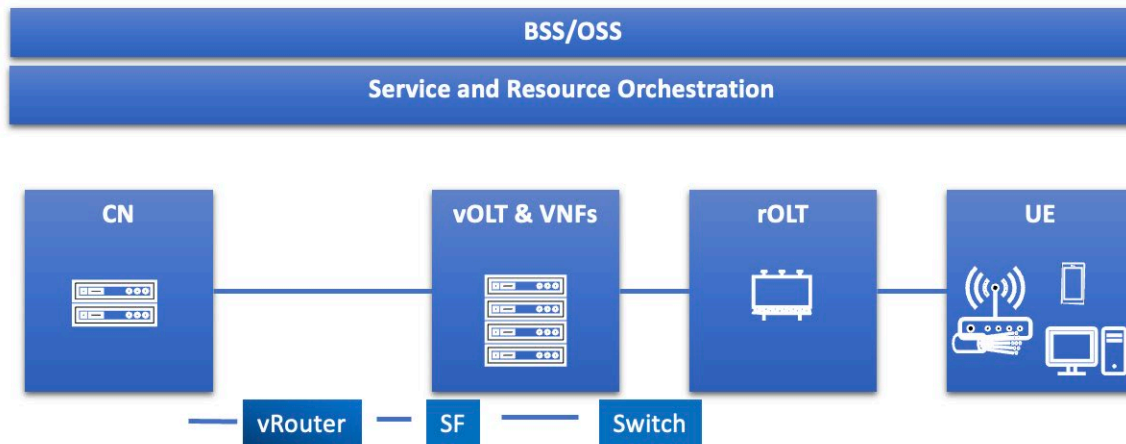 BSS/OSS
Service and Resource Orchestration
CN
vOLT & VNFs
rOLT
UE
vRouter
SF
Switch